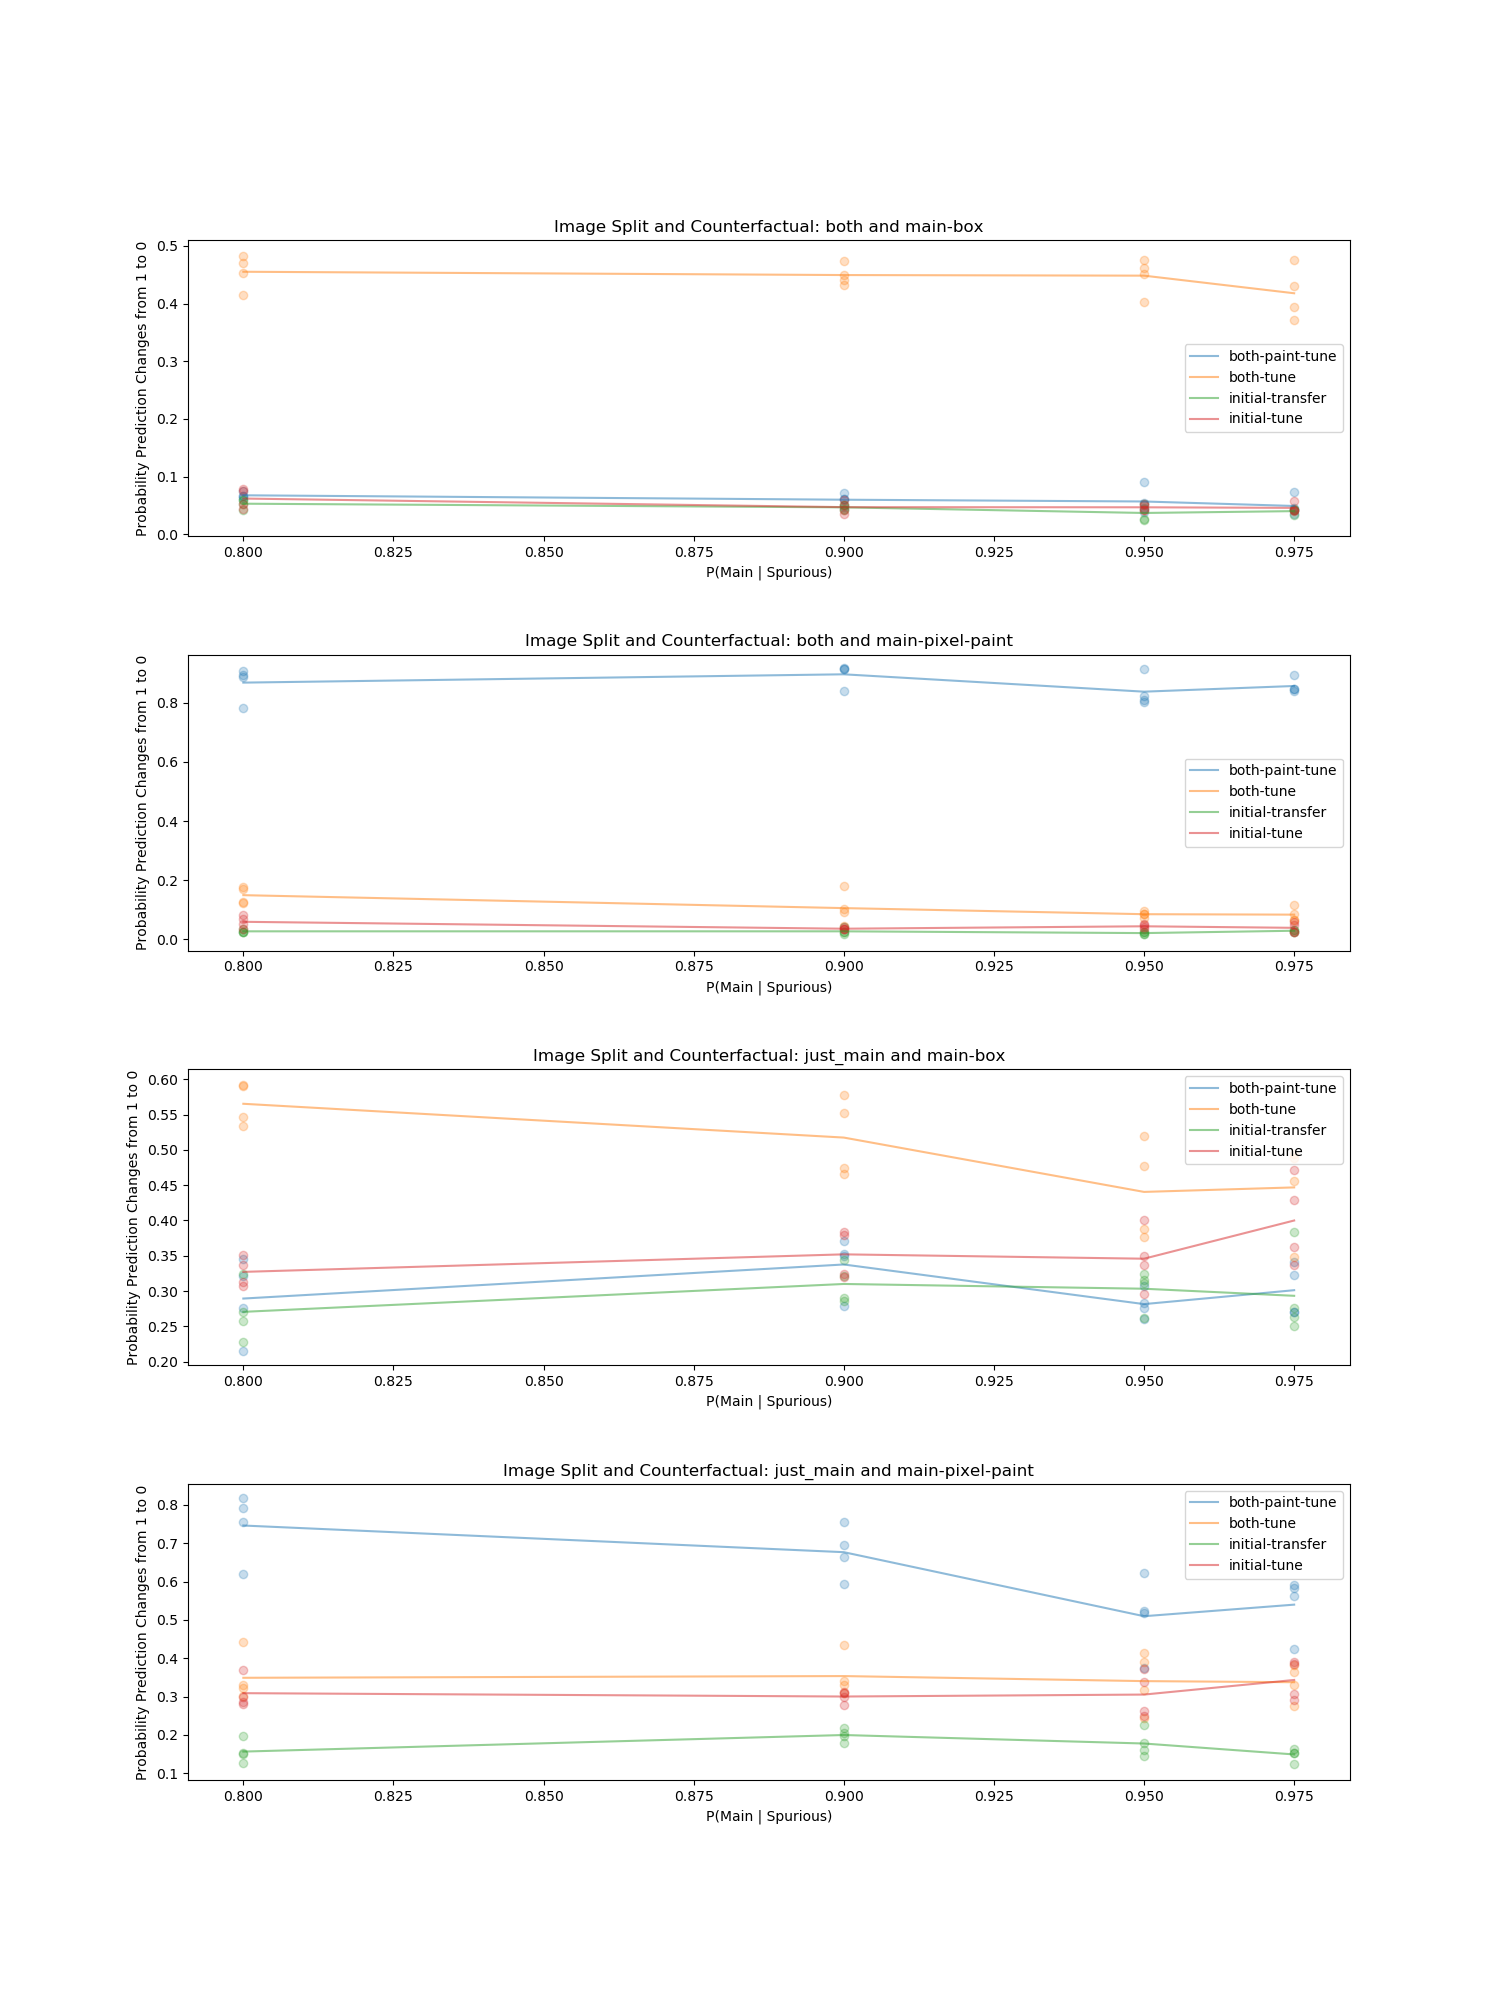 Image Split and Counterfactual: both and main-box
Probability Prediction Changes from 1 to 0
0.5
0.4
0.3
0.2
0.1
0.0
both-paint-tune
both-tune
initial-transfer
initial-tune
0.800 0.825 0.850 0.875 0.900 0.925 0.950 0.975
P(Main | Spurious)
Image Split and Counterfactual: both and main-pixel-paint
Probability Prediction Changes from 1 to 0
0.8
0.6
0.4
0.2
0.0
both-paint-tune
both-tune
initial-transfer
initial-tune
0.800 0.825 0.850 0.875 0.900 0.925 0.950 0.975
P(Main | Spurious)
Image Split and Counterfactual: just_main and main-box
Probability Prediction Changes from 1 to 0
0.60
0.55
0.50
0.45
0.40
0.35
0.30
0.25
0.20
both-paint-tune
both-tune
initial-transfer
initial-tune
0.800 0.825 0.850 0.875 0.900 0.925 0.950 0.975
P(Main | Spurious)
Image Split and Counterfactual: just_main and main-pixel-paint
Probability Prediction Changes from 1 to 0
0.8
0.7
0.6
0.5
0.4
0.3
0.2
0.1
both-paint-tune
both-tune
initial-transfer
initial-tune
0.800 0.825 0.850 0.875 0.900 0.925 0.950 0.975
P(Main | Spurious)